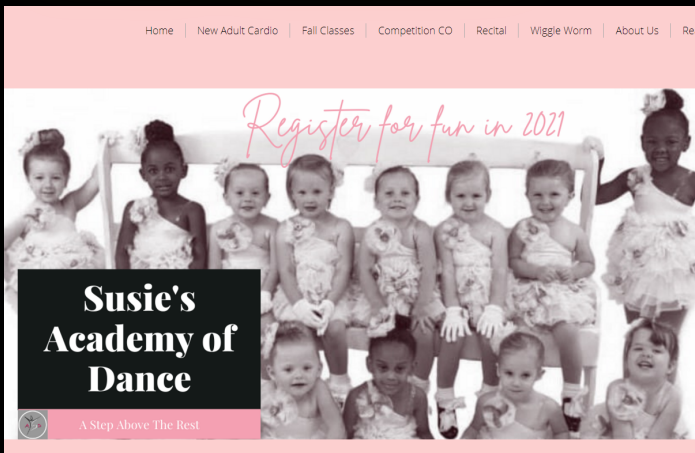 Home New Adult Cardio Fall Classes Competition CO Recital Wiggle Worm About Us Re
Register for fun in 2021
Susie's
Academy of
Dance
A Step Above The Rest